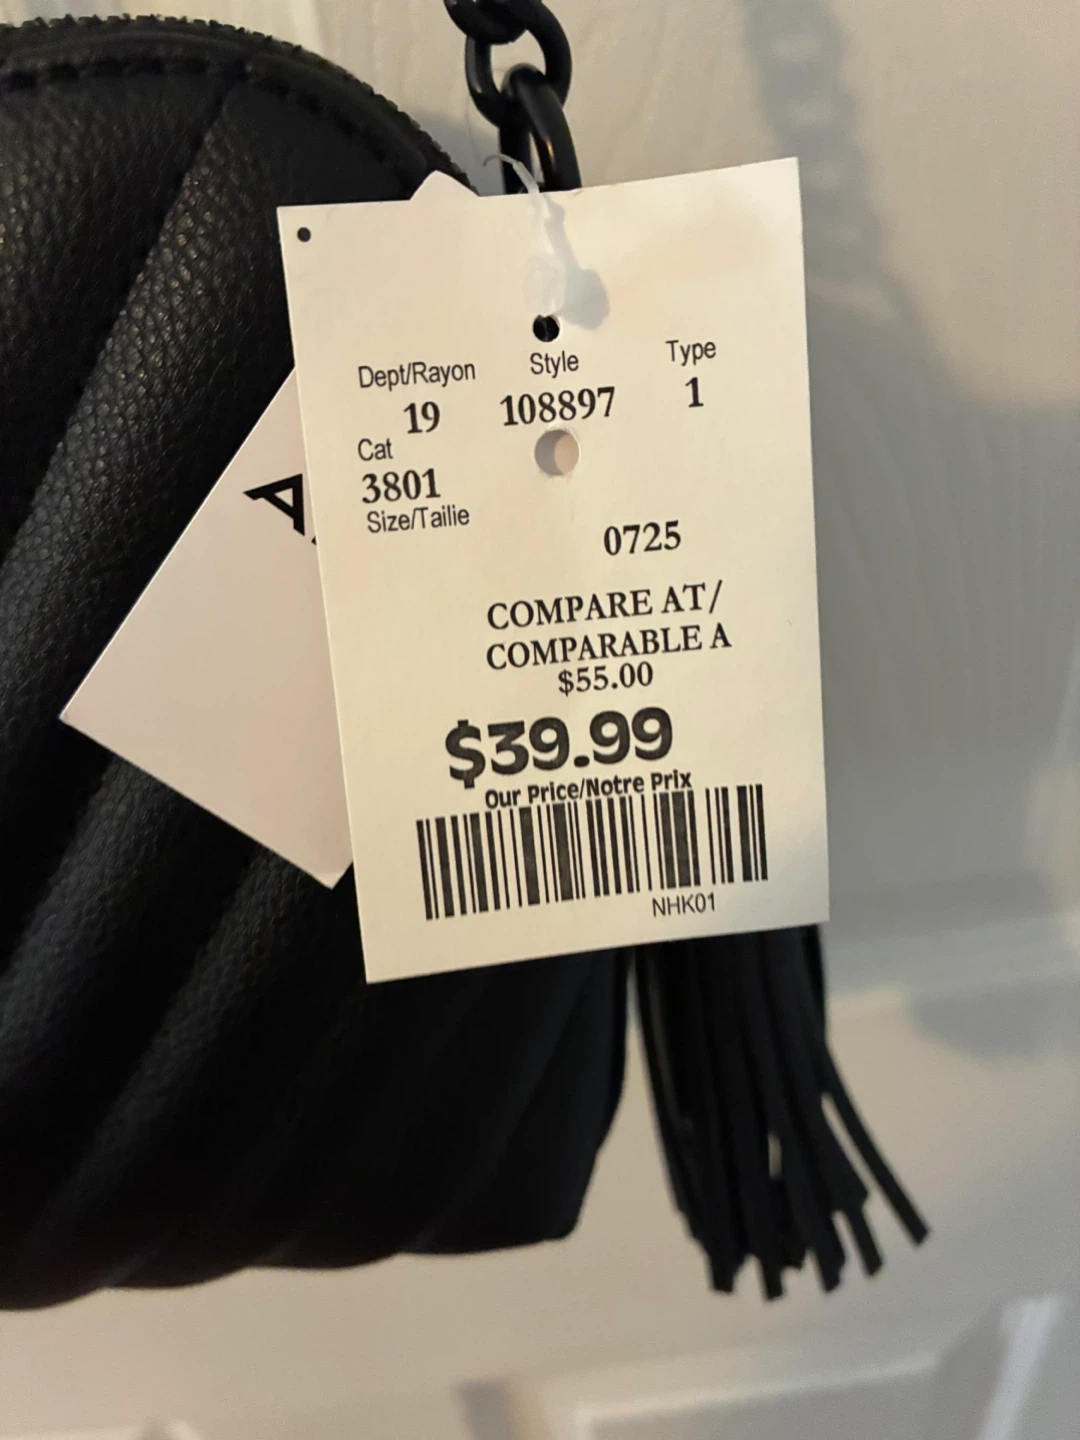 Dept/Rayon Style Type
19 108897 1
Cat
3801
Size/Tailie
0725
COMPARE AT/
COMPARABLE A
$55.00
$39.99
Our Price/Notre Prix
NHK01
A